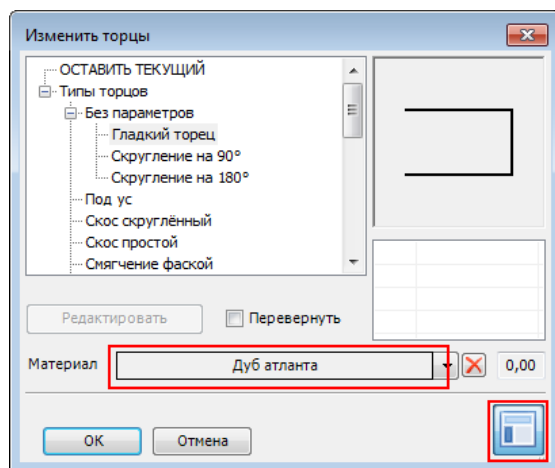 Изменить торцы
ОСТАВИТЬ ТЕКУЩИЙ
Типы торцов
Без параметров
Гладкий торец
Скругление на 90°
Скругление на 180°
Под ус
Скос скруглённый
Скос простой
Смягчение фаской
Редактировать
Перевернуть
Материал
Дуб атланта
0,00
ОК
Отмена